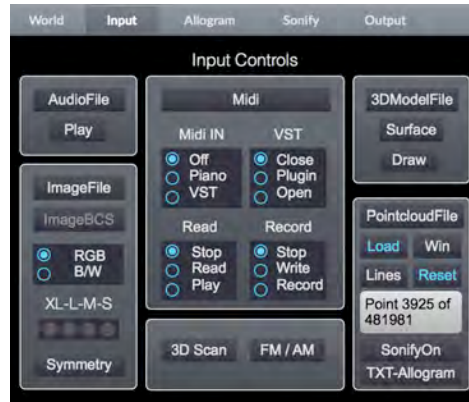 World Input Allogram Sonify Output
Input Controls
AudioFile
Play
ImageFile
ImageBCS
RGB
B/W
XL-L-M-S
Symmetry
Midi
Midi IN VST
Off Close
Piano Plugin
VST Open
Read Record
Stop Stop
Read Write
Play Record
3D Scan FM / AM
3DModelFile
Surface
Draw
PointcloudFile
Load Win
Lines Reset
Point 3925 of
481981
SonifyOn
TXT-Allogram